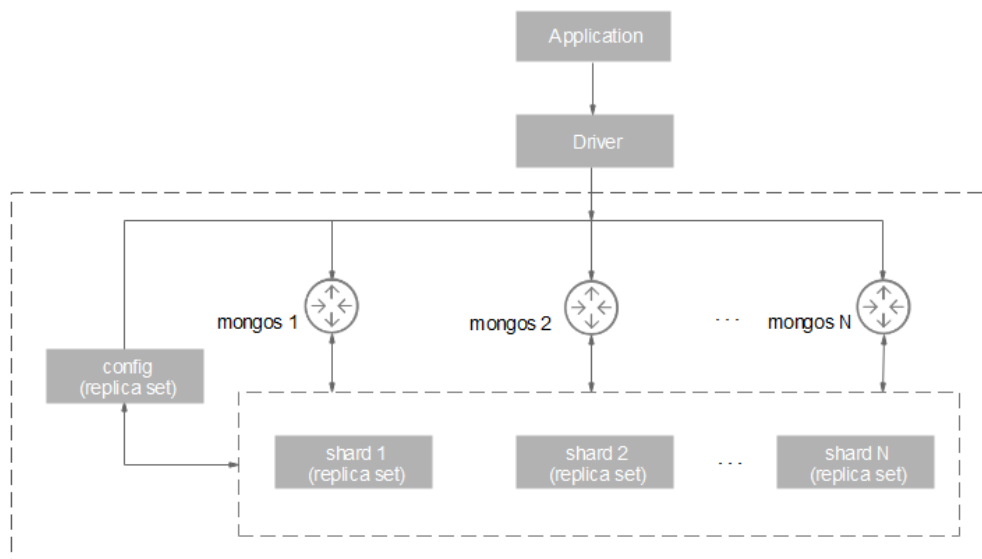 Application
Driver
mongos 1
mongos 2
...
mongos N
config
(replica set)
shard 1
(replica set)
shard 2
(replica set)
...
shard N
(replica set)